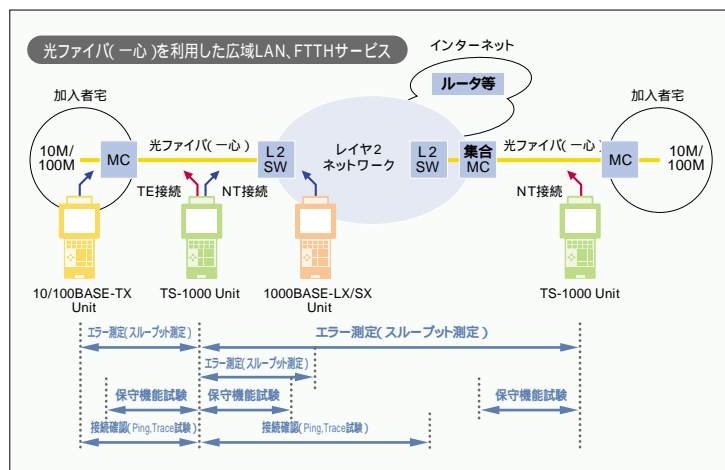 光ファイバ(一心)を利用した広域LAN、FTTHサービス
インターネット
ルータ等
加入者宅
加入者宅
10M/
100M
MC
光ファイバ(一心)
L2
SW
レイヤ2
ネットワーク
L2
SW
集合
MC
光ファイバ(一心)
MC
10M/
100M
TE接続
NT接続
NT接続
10/100BASE-TX
Unit
TS-1000 Unit
1000BASE-LX/SX
Unit
TS-1000 Unit
エラー測定(スループット測定)
エラー測定(スループット測定)
エラー測定(スループット測定)
保守機能試験
保守機能試験
保守機能試験
接続確認(Ping,Trace試験)
接続確認(Ping,Trace試験)